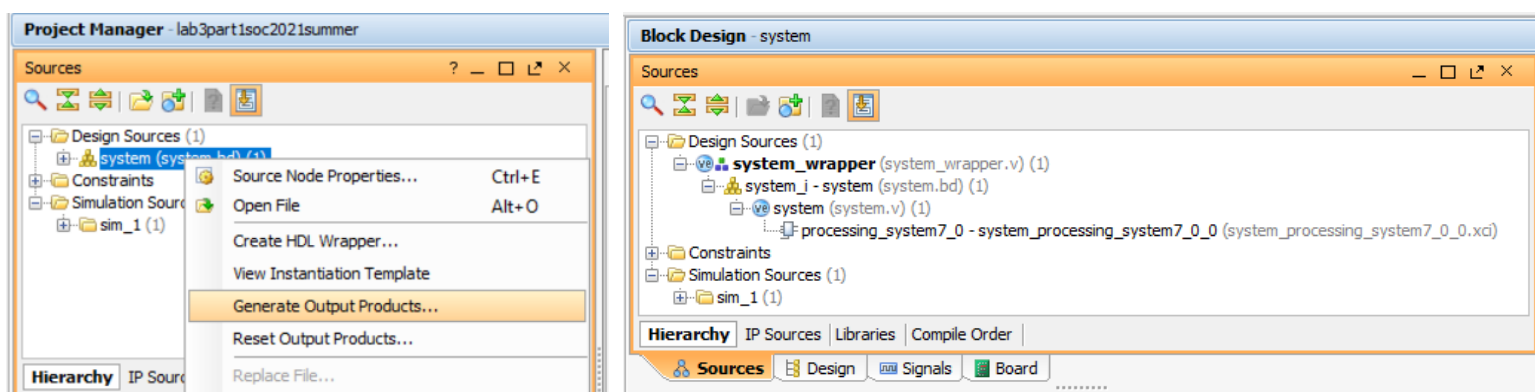 Project Manager - lab3part1soc2021summer
Sources
?
Design Sources (1)
system (system.bd) (1)
Constraints
Simulation Sourc
sim_1 (1)
Source Node Properties... Ctrl+E
Open File Alt+O
Create HDL Wrapper...
View Instantiation Template
Generate Output Products...
Reset Output Products...
Replace File...
Hierarchy IP Sourc
Block Design - system
Sources
Design Sources (1)
system_wrapper (system_wrapper.v) (1)
system_i - system (system.bd) (1)
system (system.v) (1)
processing_system7_0 - system_processing_system7_0_0 (system_processing_system7_0_0.xci)
Constraints
Simulation Sources (1)
sim_1 (1)
Hierarchy IP Sources Libraries Compile Order
Sources Design Signals Board